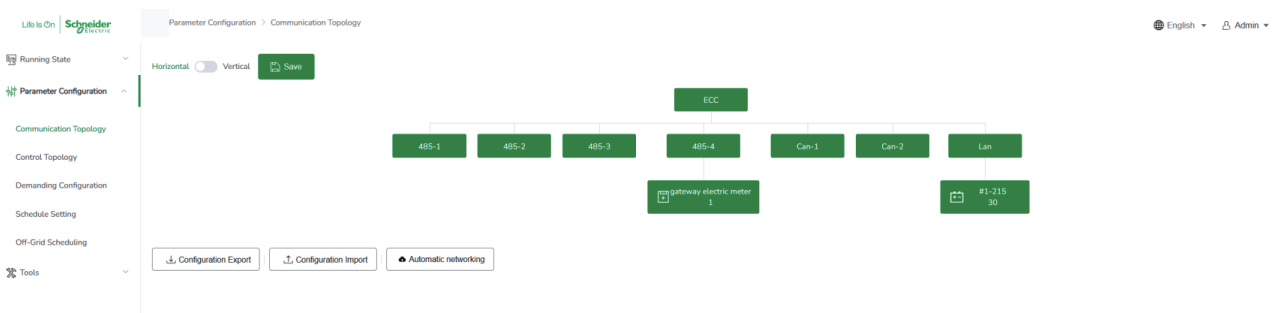 Life Is On Schneider Electric
Parameter Configuration > Communication Topology
English
Admin
Running State
Horizontal Vertical Save
Parameter Configuration
ECC
Communication Topology
485-1 485-2 485-3 485-4 Can-1 Can-2 Lan
Control Topology
Demanding Configuration
gateway electric meter
1
#1-215
30
Schedule Setting
Off-Grid Scheduling
Configuration Export Configuration Import Automatic networking
Tools